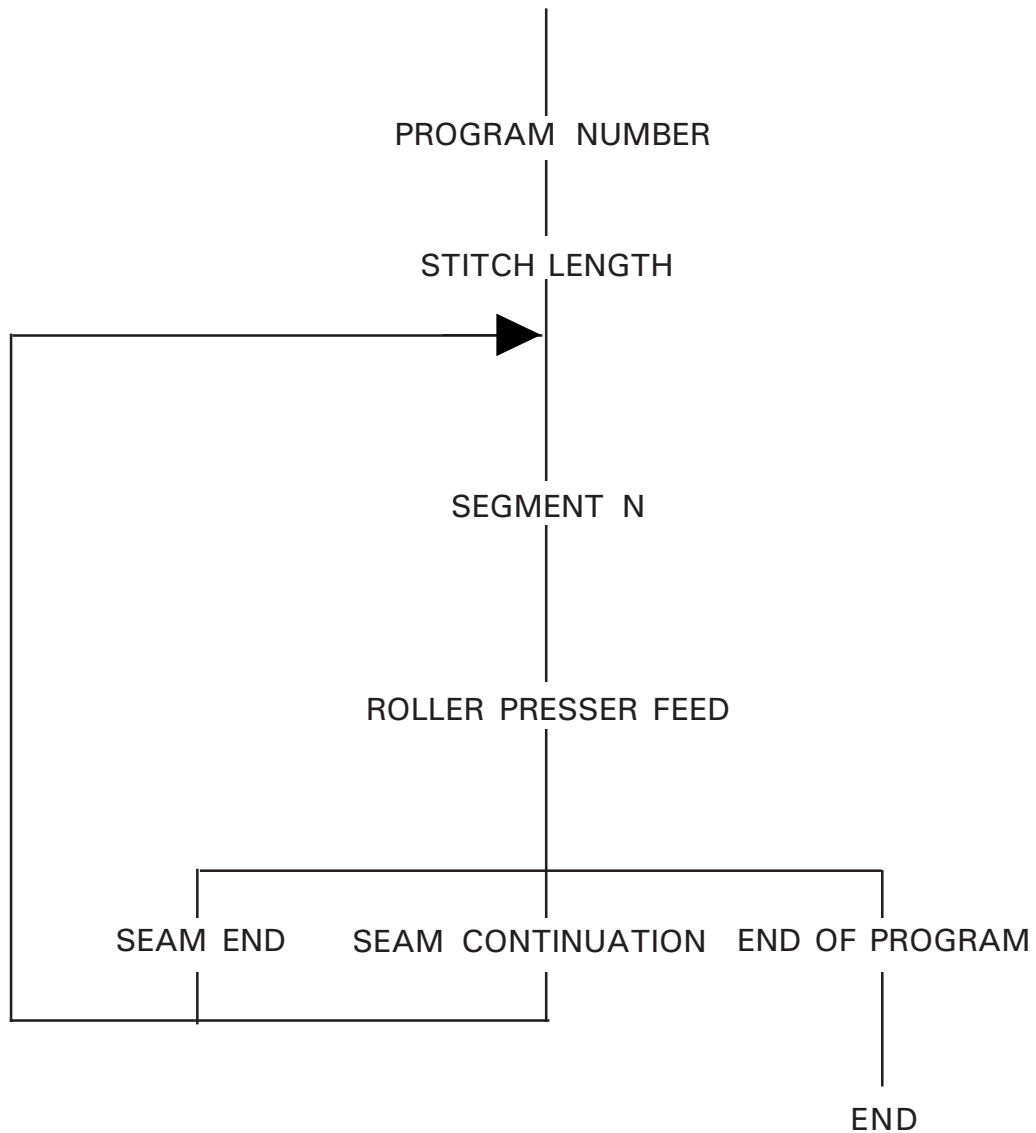 PROGRAM NUMBER
STITCH LENGTH
SEGMENT N
ROLLER PRESSER FEED
SEAM END SEAM CONTINUATION END OF PROGRAM
END